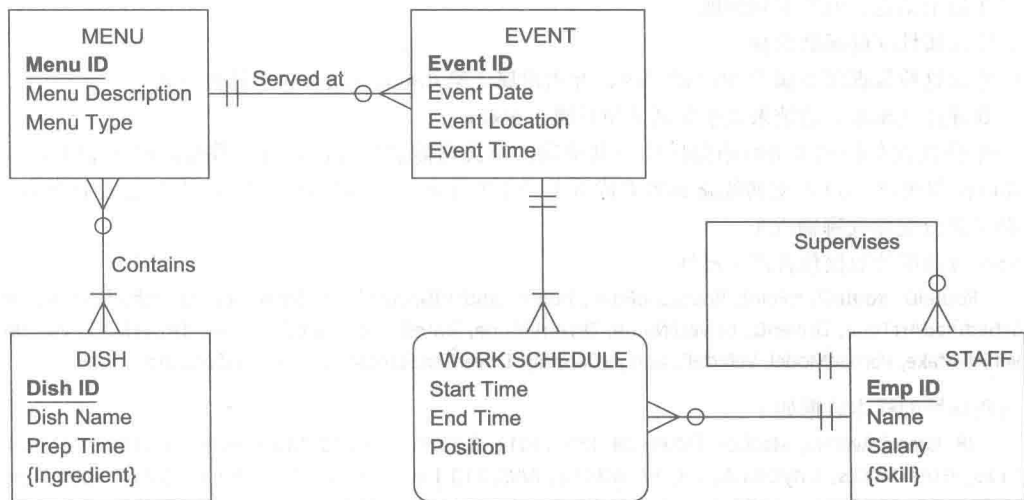 MENU
Menu ID
Menu Description
Menu Type
Served at
EVENT
Event ID
Event Date
Event Location
Event Time
Contains
Supervises
DISH
Dish ID
Dish Name
Prep Time
{Ingredient}
WORK SCHEDULE
Start Time
End Time
Position
STAFF
Emp ID
Name
Salary
{Skill}